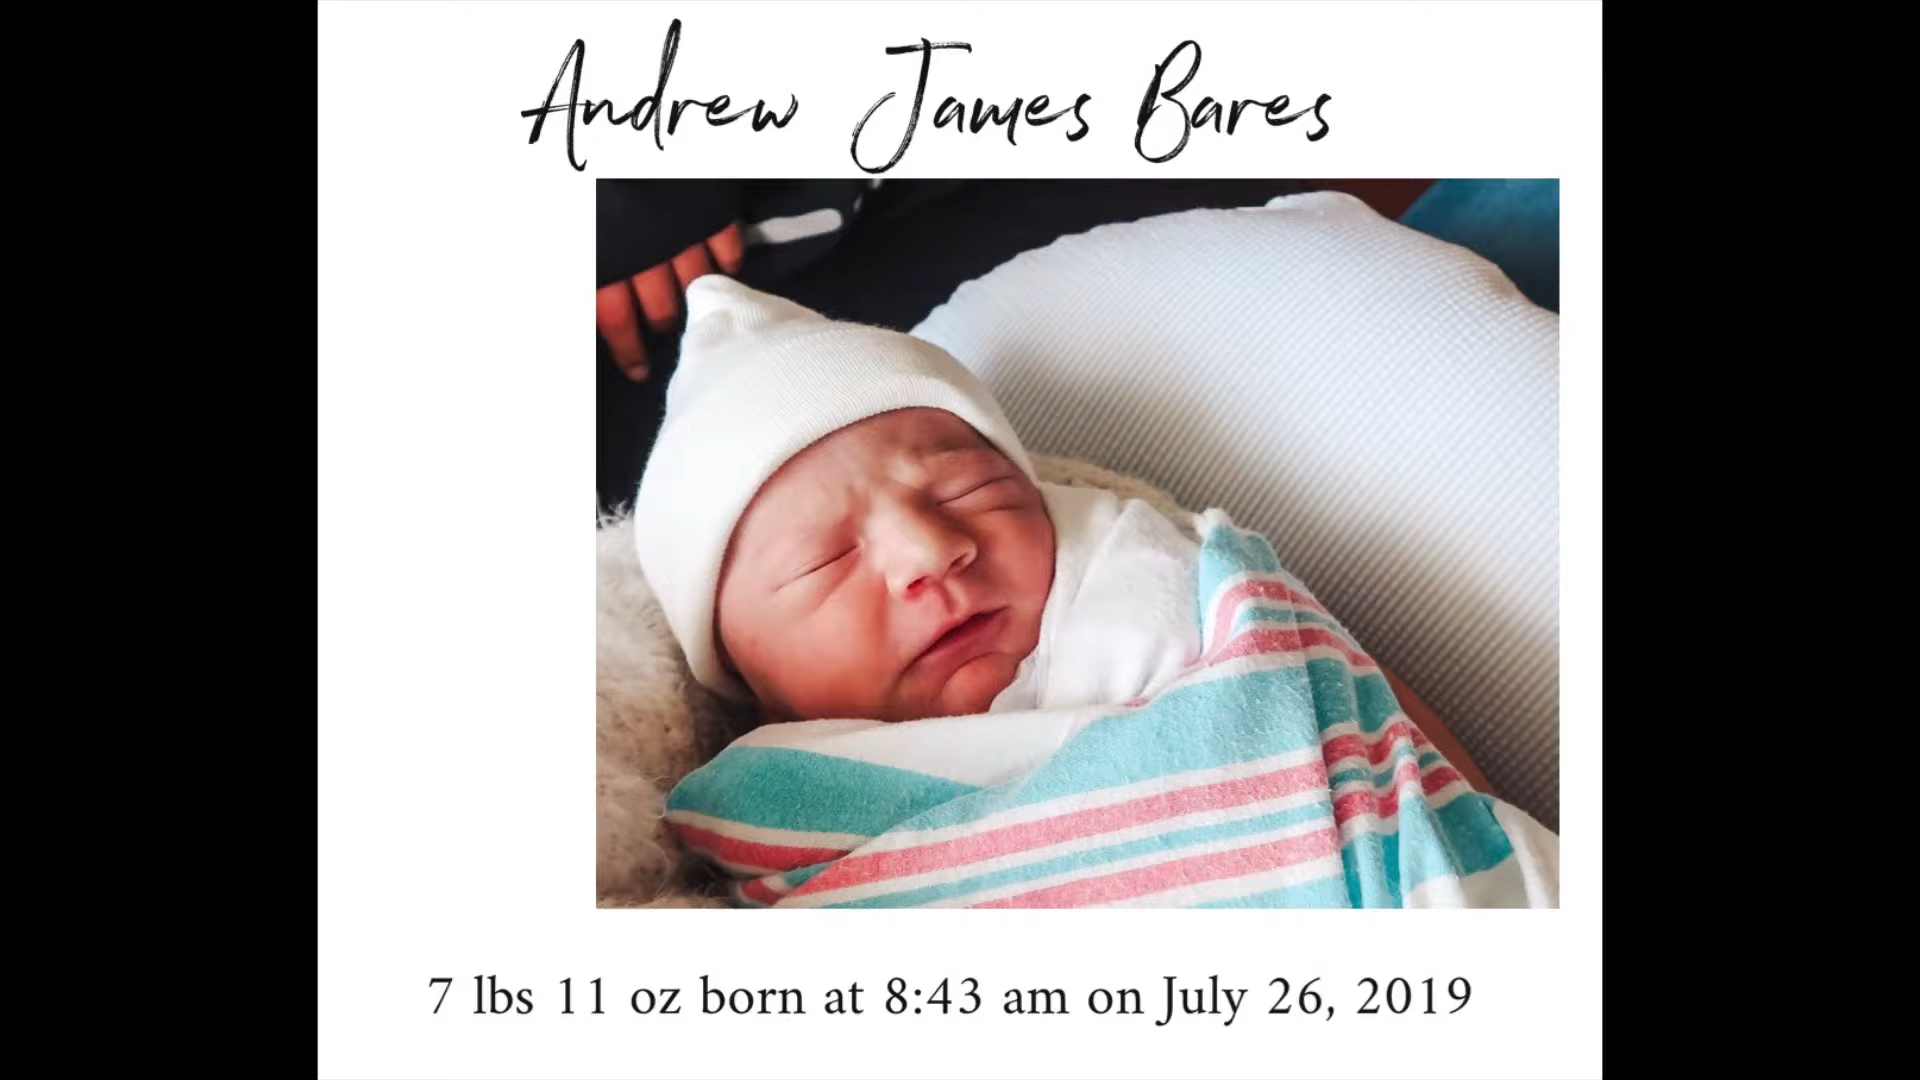 Andrew James Bares
7 lbs 11 oz born at 8:43 am on July 26, 2019